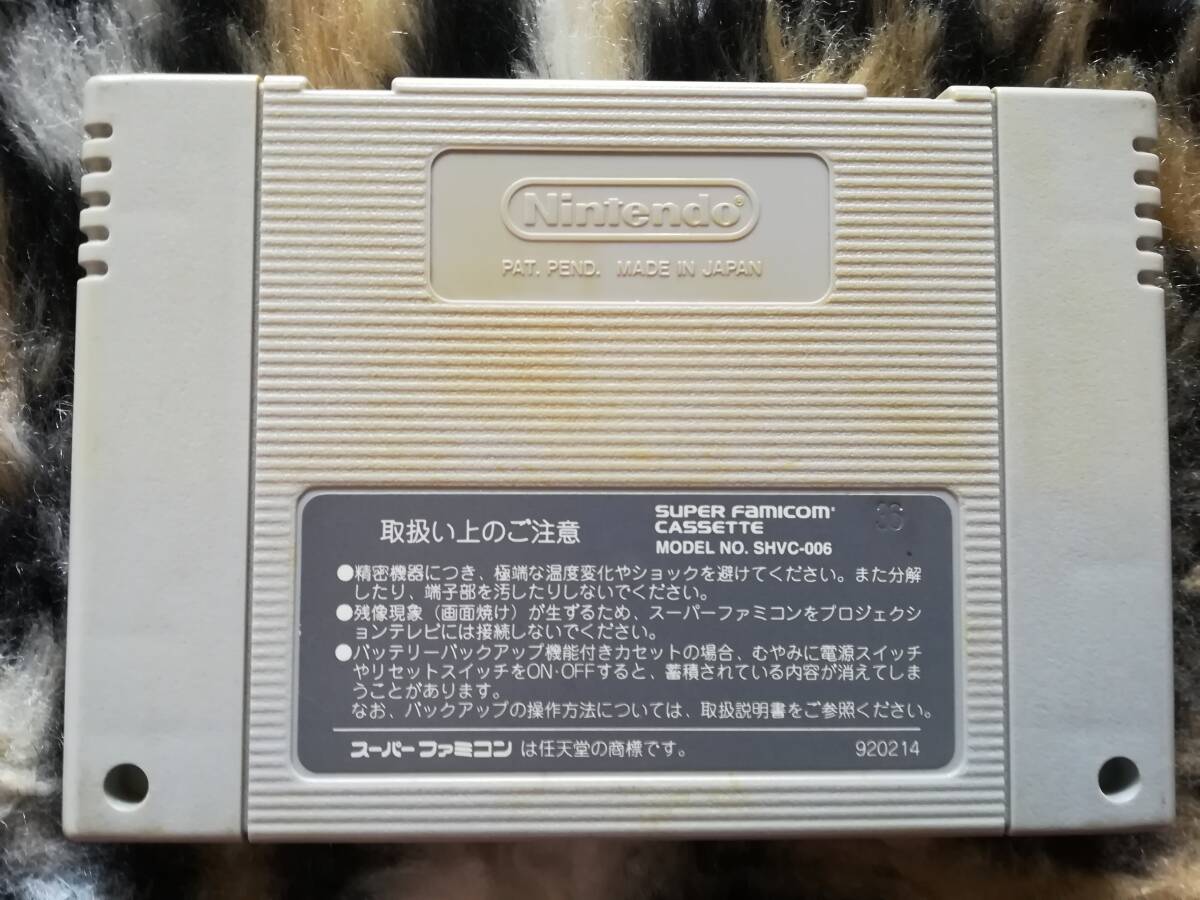 Nintendo®
PAT. PEND. MADE IN JAPAN
取扱い上のご注意
SUPER FAMICOM
CASSETTE
MODEL NO. SHVC-006
●精密機器につき、極端な温度変化やショックを避けてください。また分解
したり、端子部を汚したりしないでください。
●残像現象（画面焼け）が生ずるため、スーパーファミコンをプロジェクシ
ョンテレビには接続しないでください。
●バッテリーバックアップ機能付きカセットの場合、むやみに電源スイッチ
やリセットスイッチをON·OFFすると、蓄積されている内容が消えてしま
うことがあります。
なお、バックアップの操作方法については、取扱説明書をご参照ください。
スーパーファミコン は任天堂の商標です。
920214